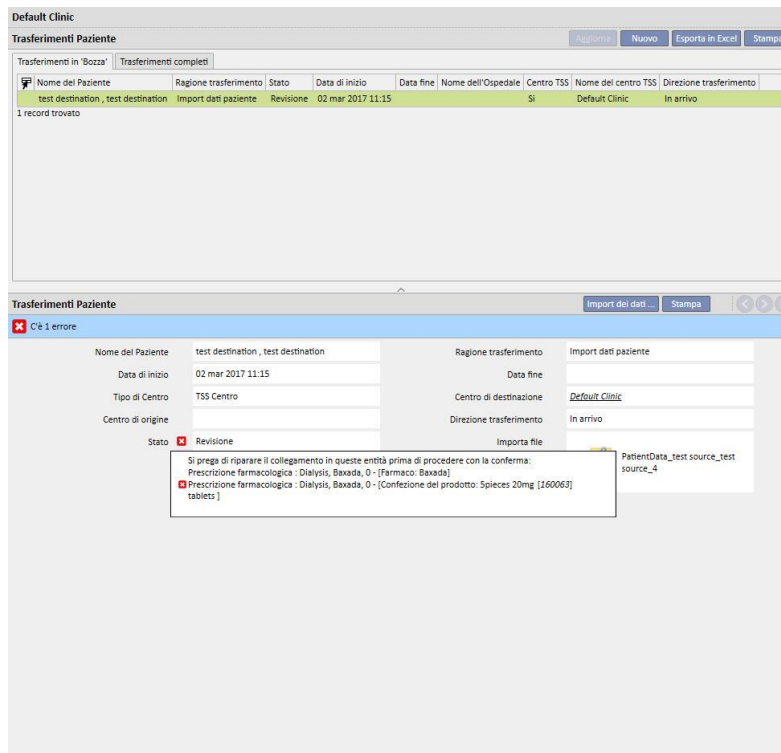 Default Clinic
Trasferimenti Paziente
Aggiorna Nuovo Esporta in Excel Stampa
Trasferimenti in 'Bozza' Trasferimenti completi
Nome del Paziente Ragione trasferimento Stato Data di inizio Data fine Nome dell'Ospedale Centro TSS Nome del centro TSS Direzione trasferimento
test destination , test destination Import dati paziente Revisione 02 mar 2017 11:15 Si Default Clinic In arrivo
1 record trovato
Trasferimenti Paziente
Import dei dati ... Stampa
C'è 1 errore
Nome del Paziente test destination , test destination Ragione trasferimento Import dati paziente
Data di inizio 02 mar 2017 11:15 Data fine
Tipo di Centro TSS Centro Centro di destinazione Default Clinic
Centro di origine Direzione trasferimento In arrivo
Stato Revisione Importa file
PatientData_test source_test
source_4
Si prega di riparare il collegamento in queste entità prima di procedere con la conferma:
Prescrizione farmacologica : Dialysis, Baxada, 0 - [Farmaco: Baxada]
Prescrizione farmacologica : Dialysis, Baxada, 0 - [Confezione del prodotto: 5pieces 20mg [160063]
tablets ]